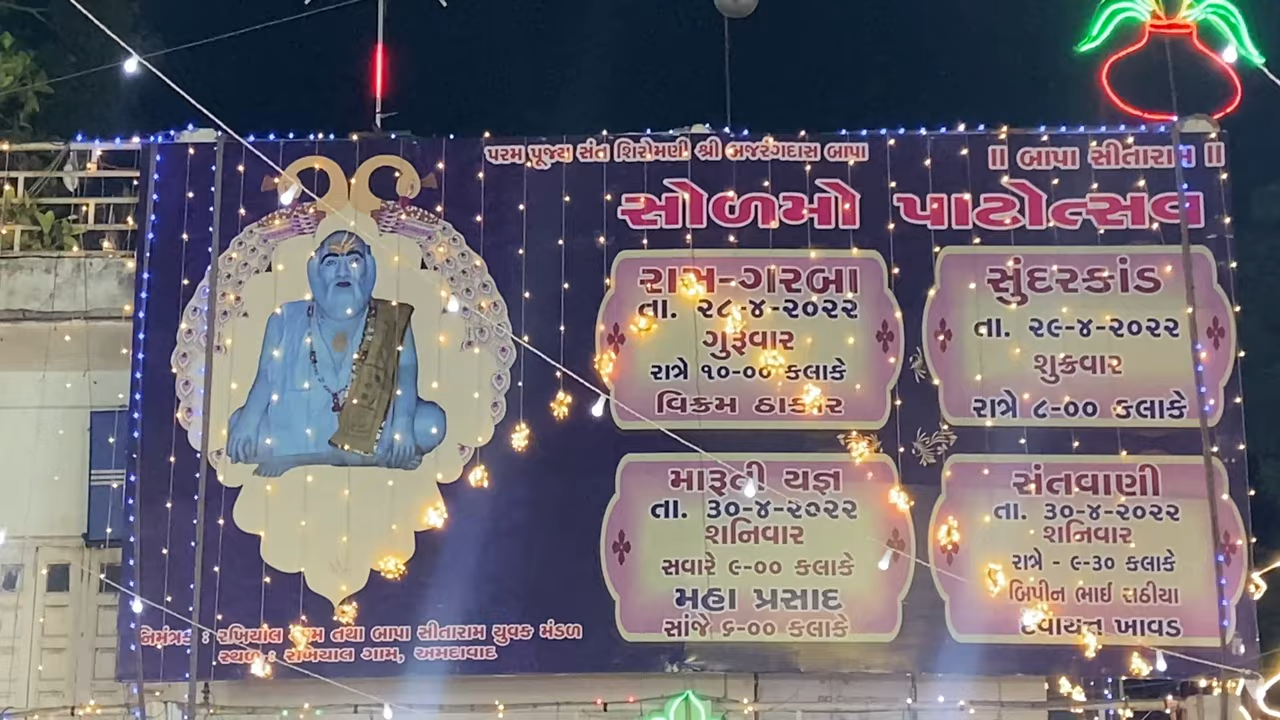 પરમ પૂજ્ય સંત શિરોમણી શ્રી બજરંગદાસ બાપા
॥ બાપા સીતારામ ॥
સોળમો પાટોત્સવ
રાસ-ગરબા
તા. ૨૮-૪-૨૦૨૨
ગુરૂવાર
રાત્રે ૧૦-૦૦ કલાકે
વિક્રમ ઠાકોર
સુંદરકાંડ
તા. ૨૯-૪-૨૦૨૨
શુક્રવાર
રાત્રે ૮-૦૦ કલાકે
મારૂતી યજ્ઞ
તા. ૩૦-૪-૨૦૨૨
શનિવાર
સવારે ૯-૦૦ કલાકે
મહા પ્રસાદ
સાંજે ૬-૦૦ કલાકે
સંતવાણી
તા. ૩૦-૪-૨૦૨૨
શનિવાર
રાત્રે - ૯-૩૦ કલાકે
બિપીન ભાઈ સઠીયા
દેવાયત ખાવડ
નિમંત્રક : રખિયાલ ગામ તથા બાપા સીતારામ યુવક મંડળ
સ્થળ : રખિયાલ ગામ, અમદાવાદ